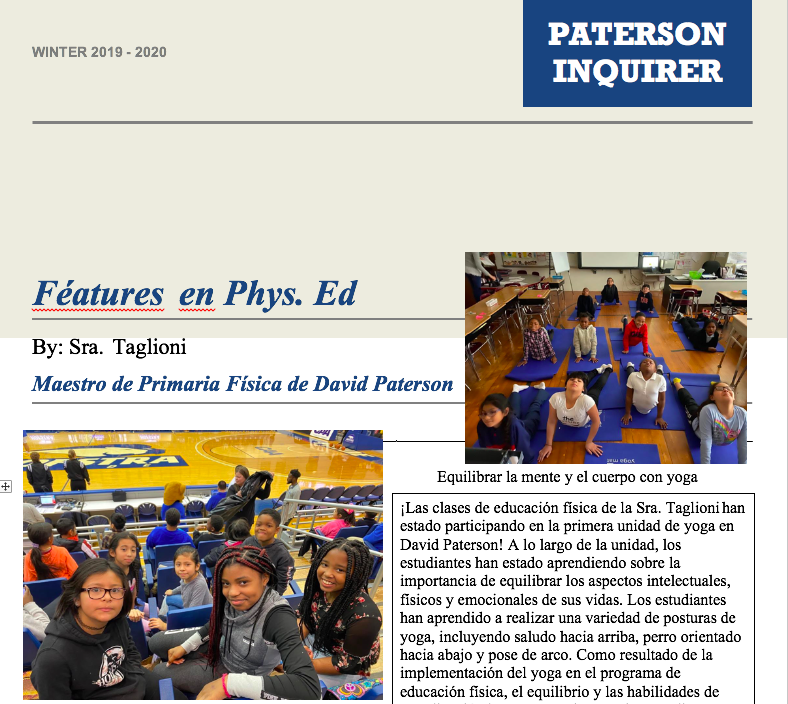 WINTER 2019 - 2020
PATERSON
INQUIRER
Féatures en Phys. Ed
By: Sra. Taglioni
Maestro de Primaria Física de David Paterson
Equilibrar la mente y el cuerpo con yoga
¡Las clases de educación física de la Sra. Taglioni han
estado participando en la primera unidad de yoga en
David Paterson! A lo largo de la unidad, los
estudiantes han estado aprendiendo sobre la
importancia de equilibrar los aspectos intelectuales,
físicos y emocionales de sus vidas. Los estudiantes
han aprendido a realizar una variedad de posturas de
yoga, incluyendo saludo hacia arriba, perro orientado
hacia abajo y pose de arco. Como resultado de la
implementación del yoga en el programa de
educación física, el equilibrio y las habilidades de